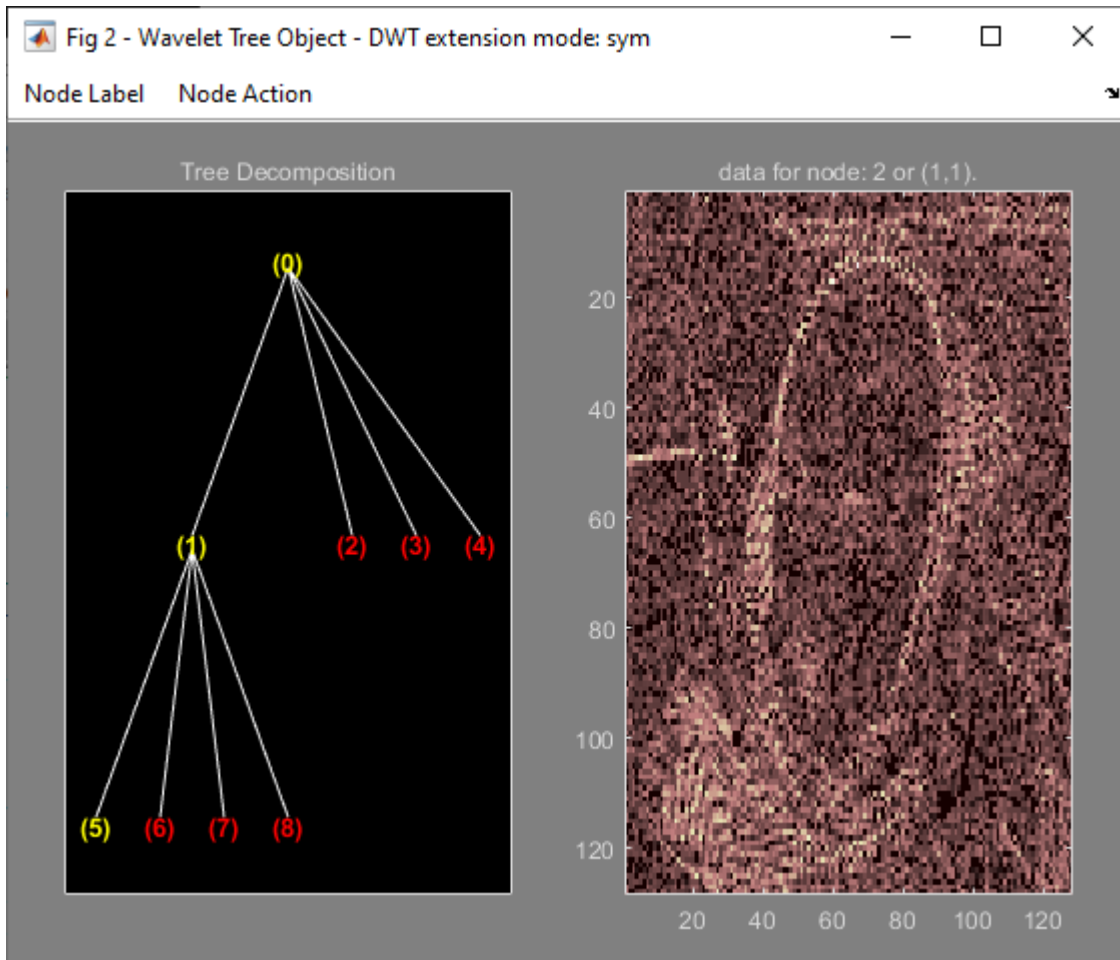 Fig 2 - Wavelet Tree Object - DWT extension mode: sym
Node Label Node Action
Tree Decomposition
(0)
(1) (2) (3) (4)
(5) (6) (7) (8)
data for node: 2 or (1,1).
20
40
60
80
100
120
20 40 60 80 100 120